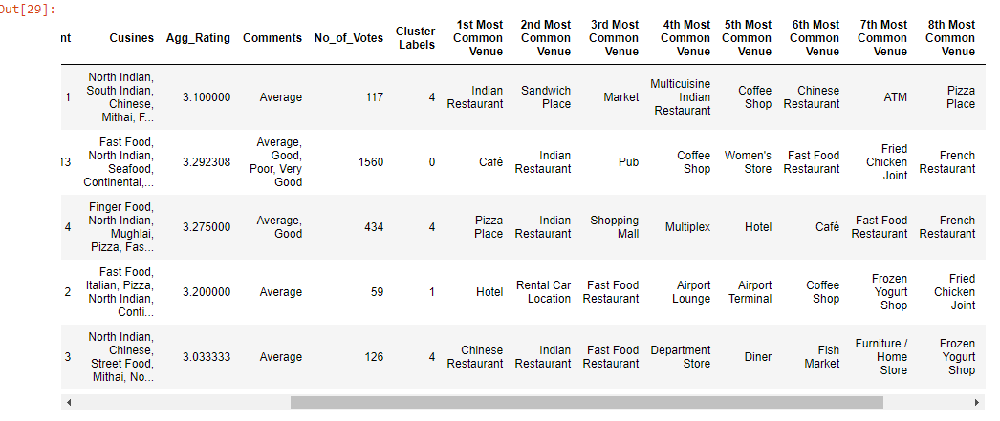 Out[29]:
nt Cusines Agg_Rating Comments No_of_Votes Cluster Labels 1st Most Common Venue 2nd Most Common Venue 3rd Most Common Venue 4th Most Common Venue 5th Most Common Venue 6th Most Common Venue 7th Most Common Venue 8th Most Common Venue
1 North Indian, South Indian, Chinese, Mithai, F... 3.100000 Average 117 4 Indian Restaurant Sandwich Place Market Multicuisine Indian Restaurant Coffee Shop Chinese Restaurant ATM Pizza Place
13 Fast Food, North Indian, Seafood, Continental,... 3.292308 Average, Good, Poor, Very Good 1560 0 Café Indian Restaurant Pub Coffee Shop Women's Store Fast Food Restaurant Fried Chicken Joint French Restaurant
4 Finger Food, North Indian, Mughlai, Pizza, Fas... 3.275000 Average, Good 434 4 Pizza Place Indian Restaurant Shopping Mall Multiplex Hotel Café Fast Food Restaurant French Restaurant
2 Fast Food, Italian, Pizza, North Indian, Conti... 3.200000 Average 59 1 Hotel Rental Car Location Fast Food Restaurant Airport Lounge Airport Terminal Coffee Shop Frozen Yogurt Shop Fried Chicken Joint
3 North Indian, Chinese, Street Food, Mithai, No... 3.033333 Average 126 4 Chinese Restaurant Indian Restaurant Fast Food Restaurant Department Store Diner Fish Market Furniture / Home Store Frozen Yogurt Shop